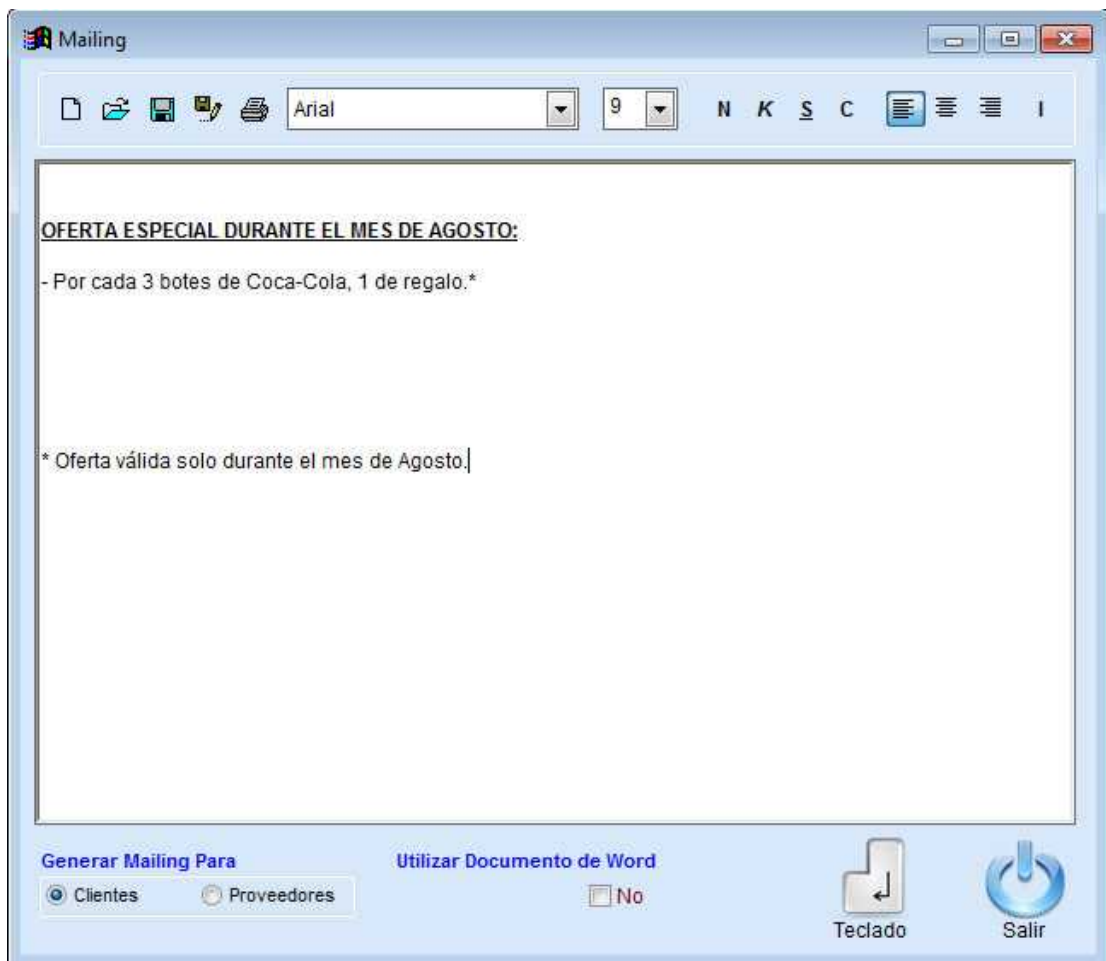 Mailing
Arial 9 N K S C I
OFERTA ESPECIAL DURANTE EL MES DE AGOSTO:
- Por cada 3 botes de Coca-Cola, 1 de regalo.*
* Oferta válida solo durante el mes de Agosto.
Generar Mailing Para Utilizar Documento de Word
Clientes Proveedores No
Teclado Salir